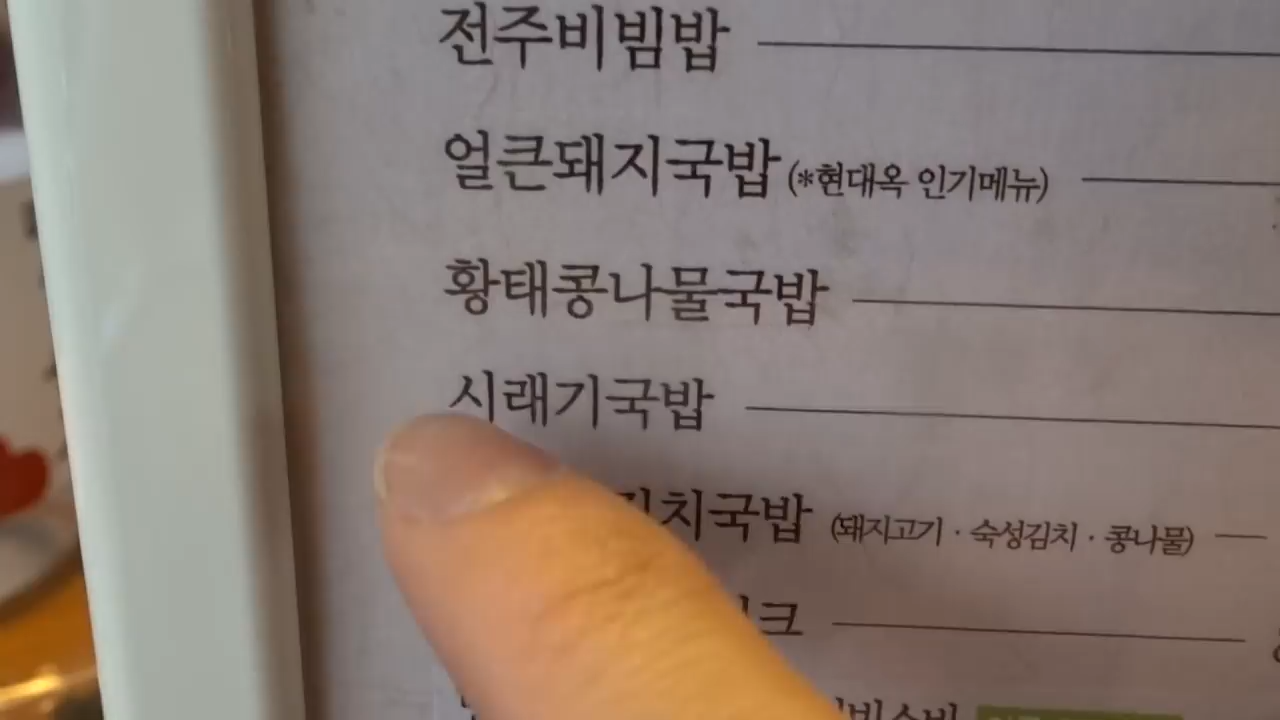 전주비빔밥
얼큰돼지국밥 (*현대옥 인기메뉴)
황태콩나물국밥
시래기국밥
김치국밥 (돼지고기 · 숙성김치 · 콩나물)